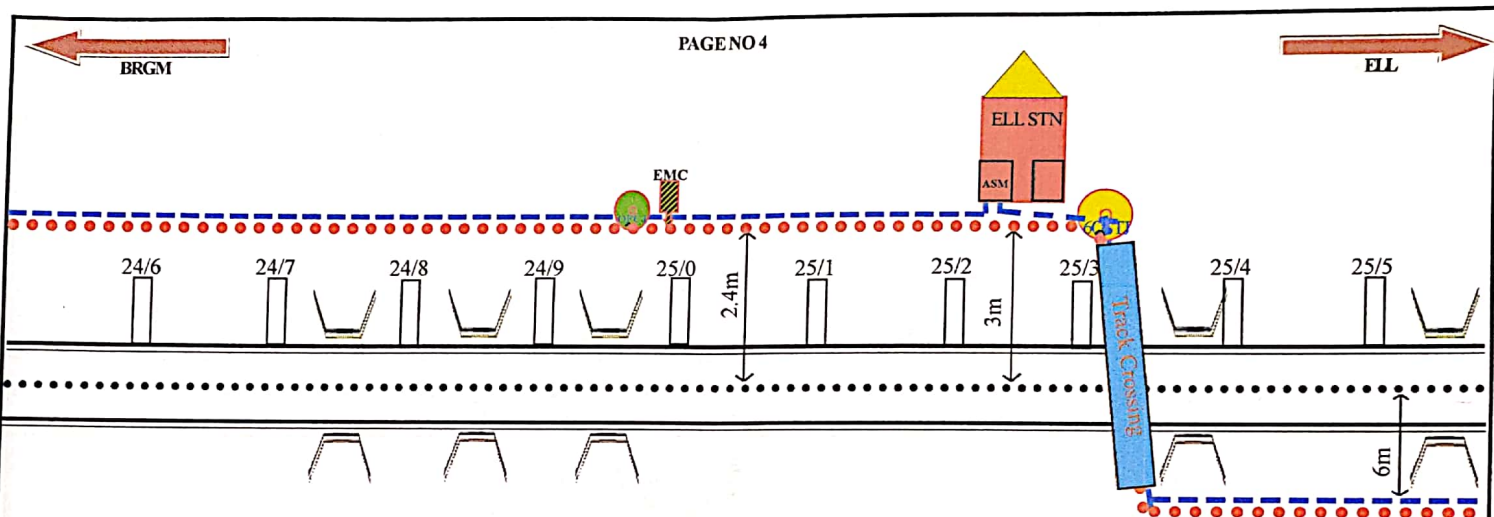 PAGE NO 4
BRGM
ELL
ELL STN
ASM
EMC
24/6
24/7
24/8
24/9
25/0
25/1
25/2
25/3
25/4
25/5
2.4m
3m
Track Crossing
6m